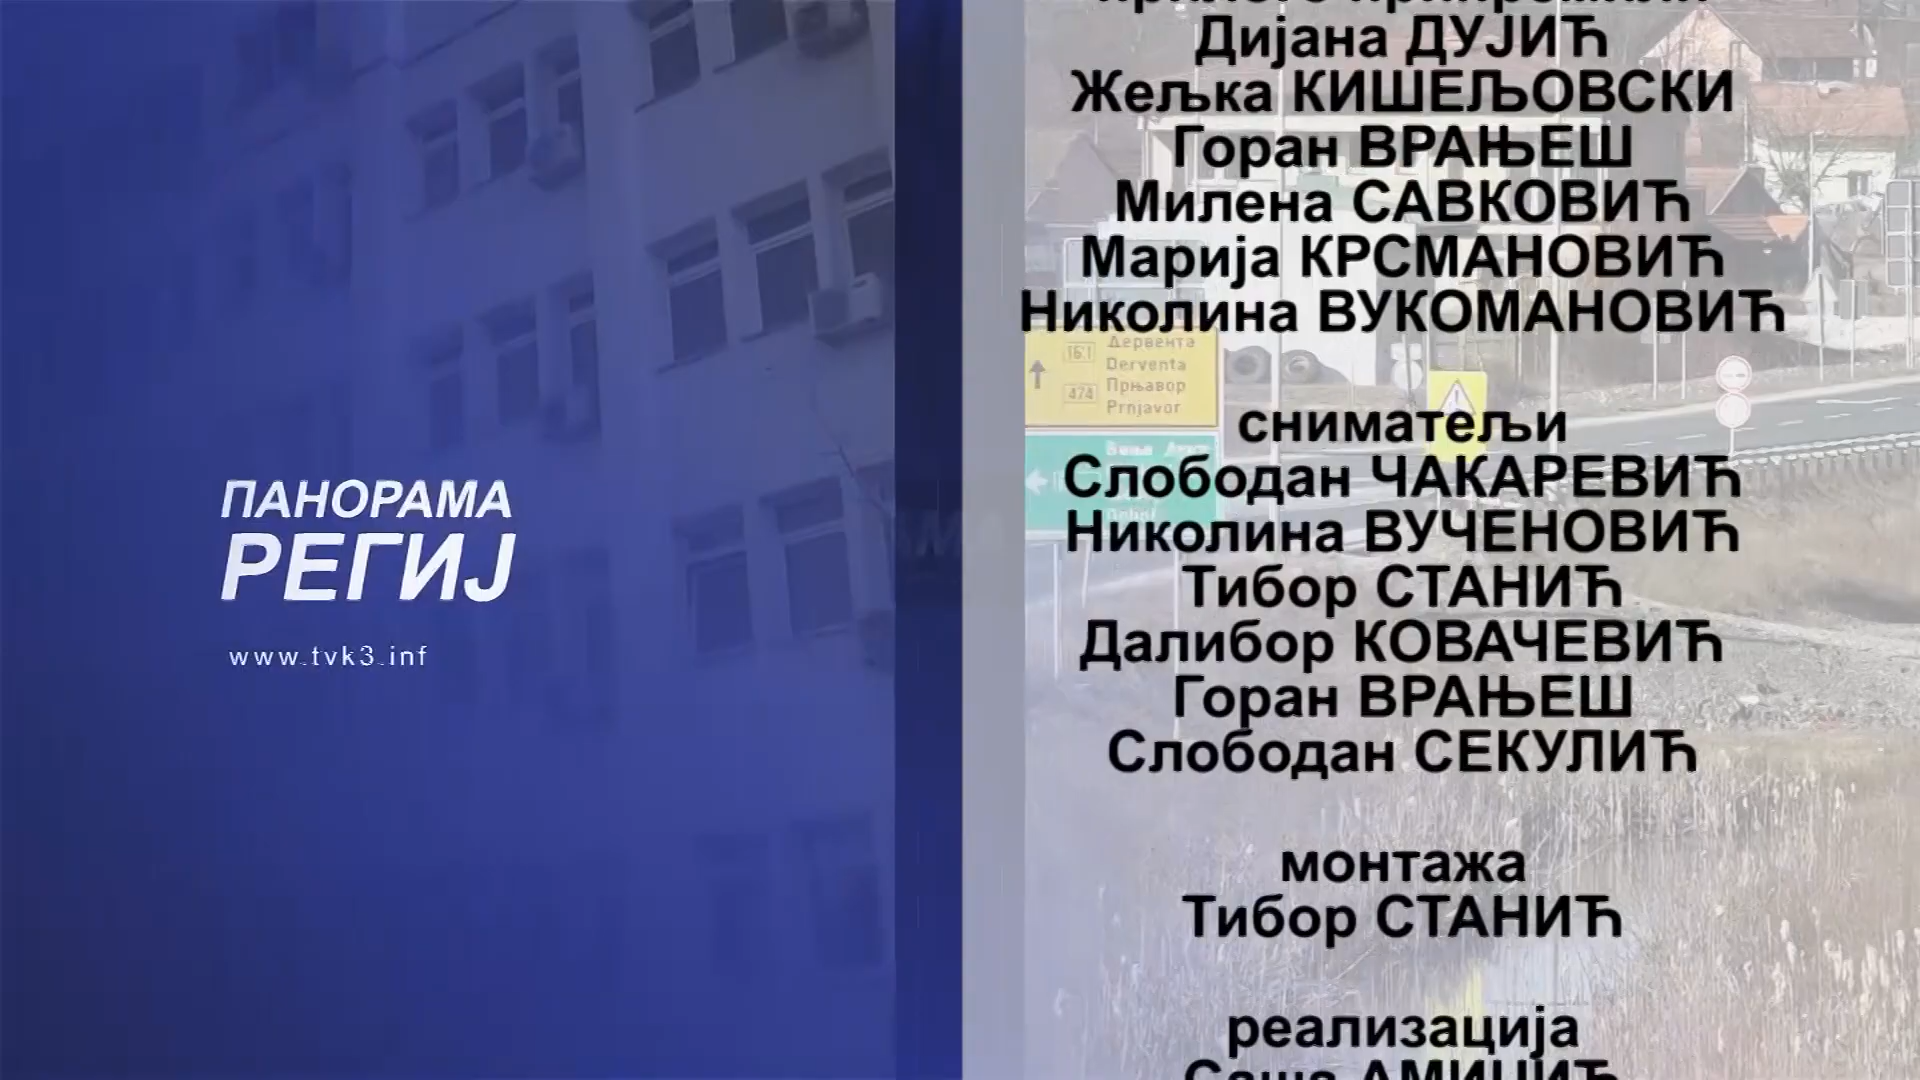 ПАНОРАМА
РЕГИЈ
www.tvk3.inf
Дијана ДУЈИЋ
Жељка КИШЕЉОВСКИ
Горан ВРАЊЕШ
Милена САВКОВИЋ
Марија КРСМАНОВИЋ
Николина ВУКОМАНОВИЋ
сниматељи
Слободан ЧАКАРЕВИЋ
Николина ВУЧЕНОВИЋ
Тибор СТАНИЋ
Далибор КОВАЧЕВИЋ
Горан ВРАЊЕШ
Слободан СЕКУЛИЋ
монтажа
Тибор СТАНИЋ
реализација
16.1
Дервента
Derventa
474
Прњавор
Prnjavor